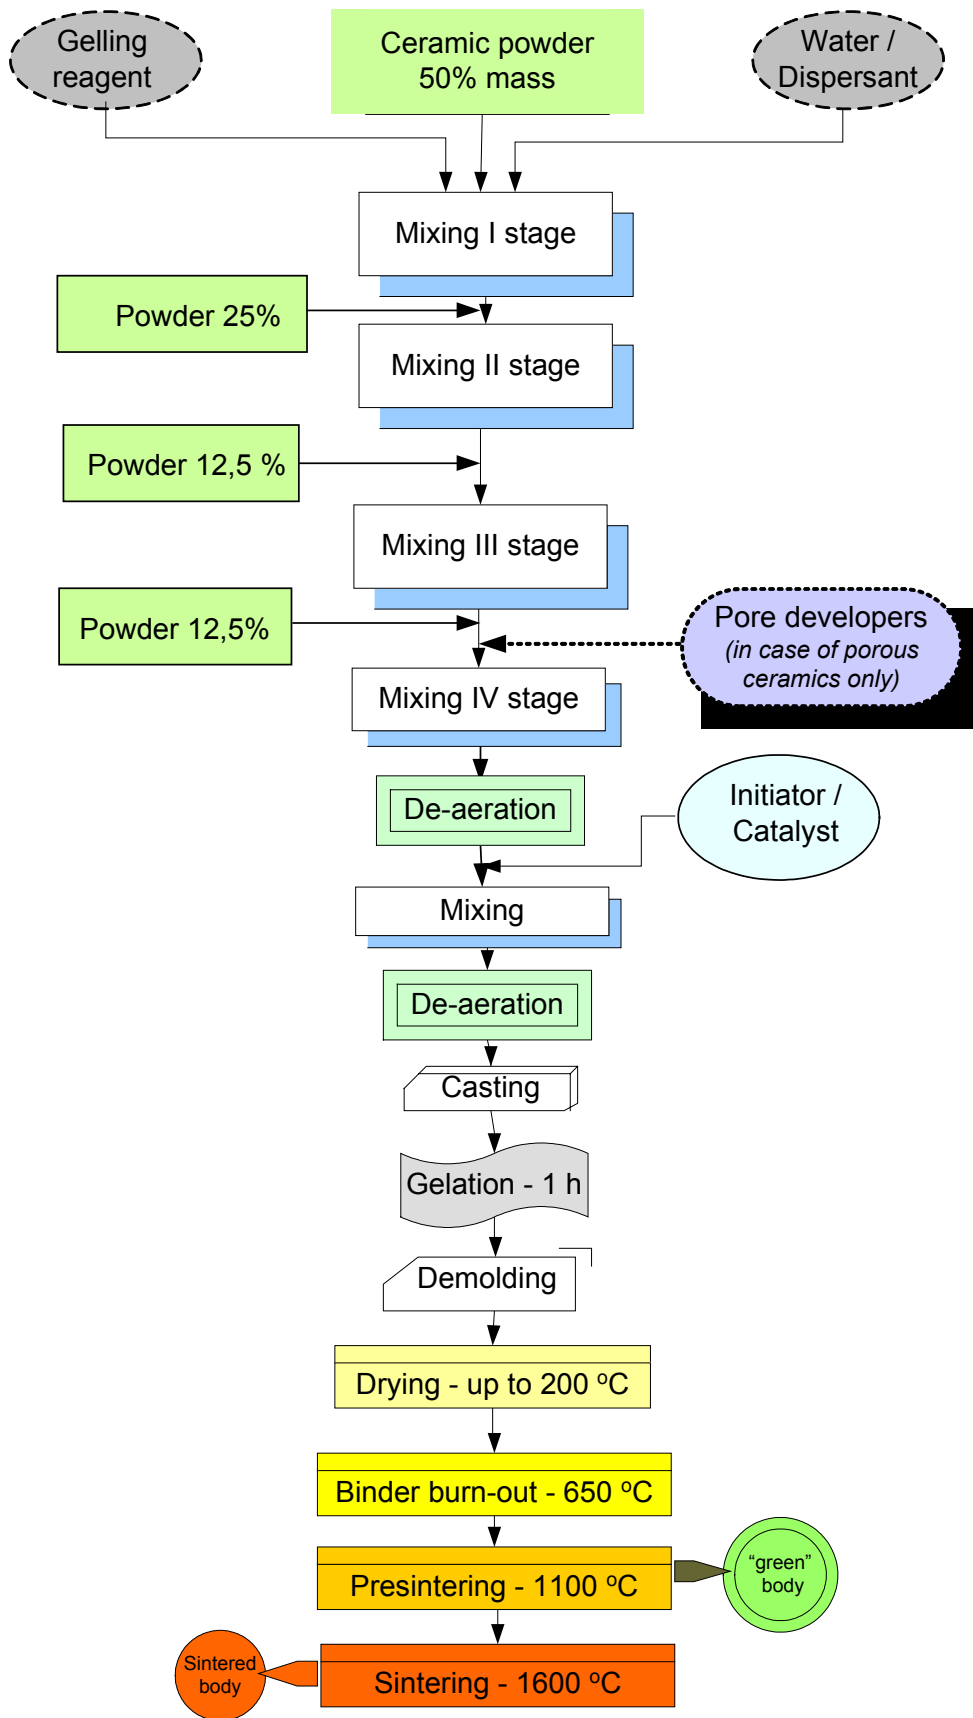 Gelling
reagent
Ceramic powder
50% mass
Water /
Dispersant
Mixing I stage
Powder 25%
Mixing II stage
Powder 12,5 %
Mixing III stage
Powder 12,5%
Pore developers
(in case of porous
ceramics only)
Mixing IV stage
De-aeration
Initiator /
Catalyst
Mixing
De-aeration
Casting
Gelation - 1 h
Demolding
Drying - up to 200 ºC
Binder burn-out - 650 ºC
Presintering - 1100 ºC
“green”
body
Sintered
body
Sintering - 1600 ºC